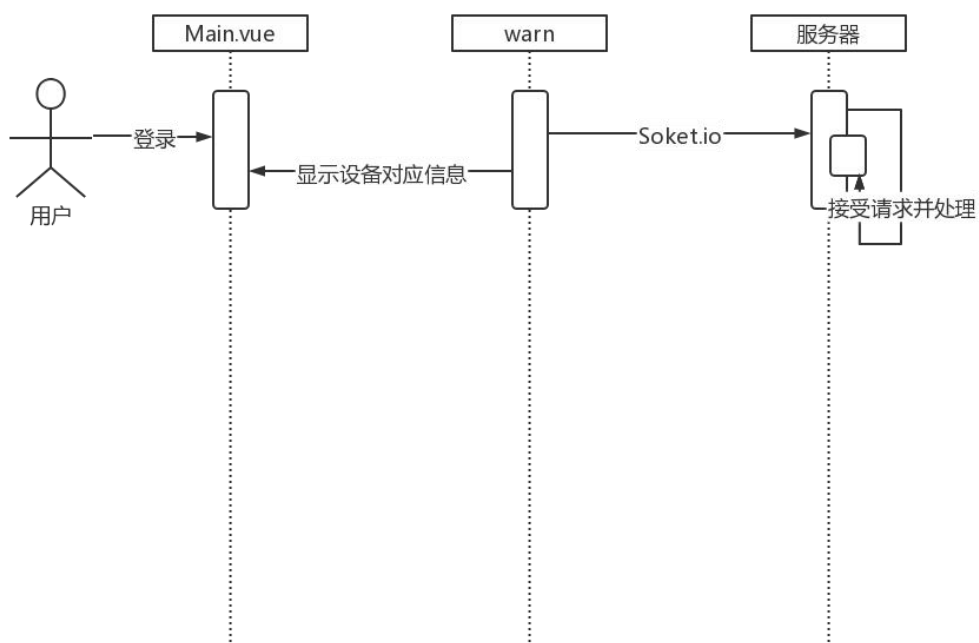 Main.vue
warn
服务器
登录
Soket.io
显示设备对应信息
接受请求并处理
用户